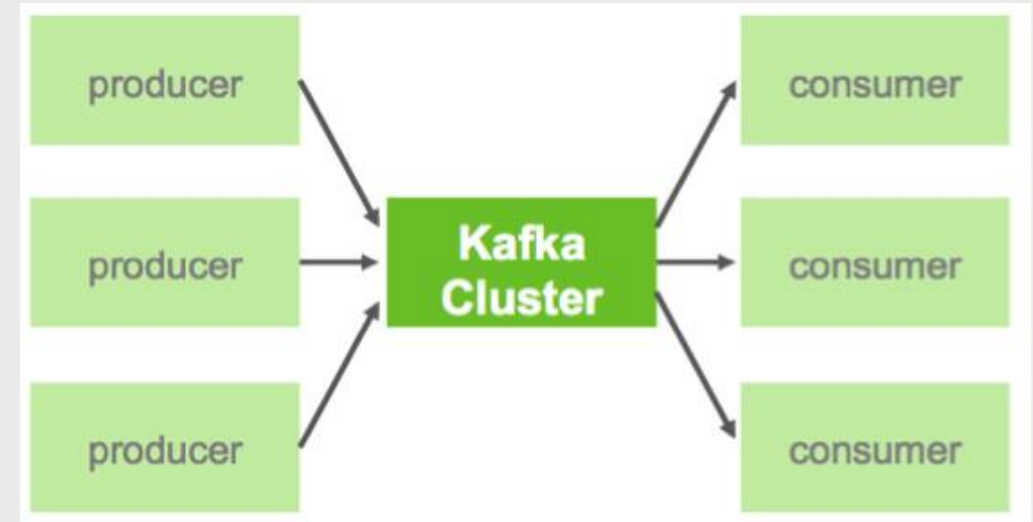 producer
consumer
producer
Kafka
Cluster
consumer
producer
consumer